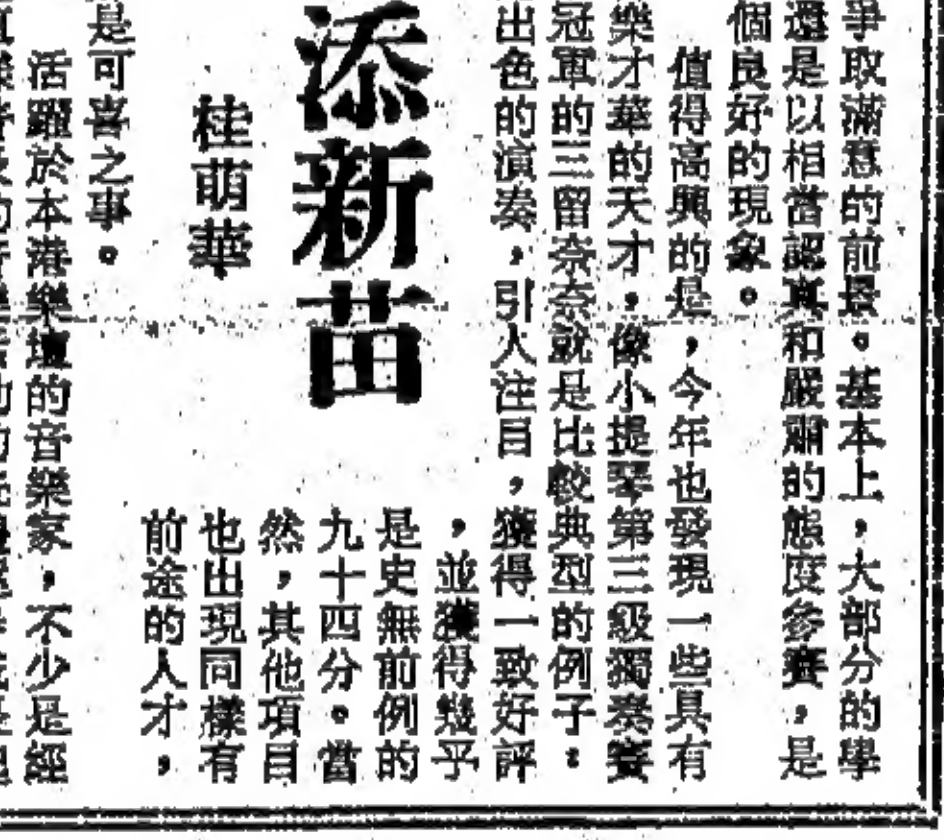 爭取滿意的前景。基本上，大部分的學
還是以相當認真和嚴肅的態度參賽，是
個良好的現象。
值得高興的是，今年也發現一些具有
樂才華的天才。像小提琴第三級獨奏賽
冠軍的三留奈奈就是比較典型的例子：
出色的演奏，引人注目，獲得一致好評
，並獲得幾乎
是史無前例的
九十四分。當
然，其他項目
也出現同樣有
前途的人才，
添新苗
桂萌華
是可喜之事。
活躍於本港樂壇的音樂家，不少是經